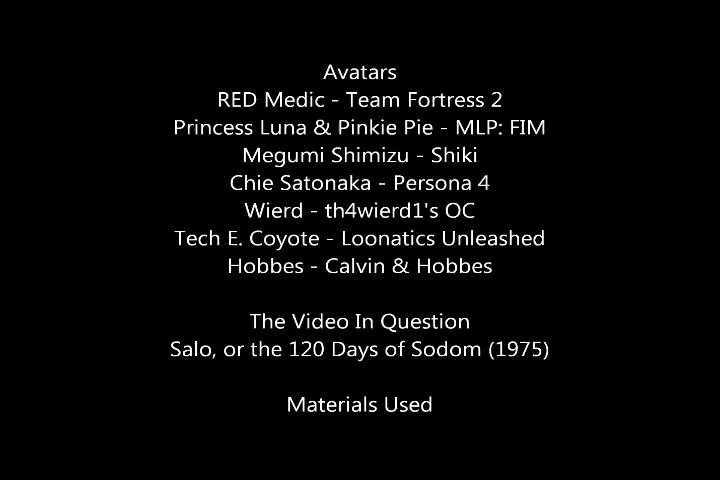 Avatars
RED Medic - Team Fortress 2
Princess Luna & Pinkie Pie - MLP: FIM
Megumi Shimizu - Shiki
Chie Satonaka - Persona 4
Wierd - th4wierd1's OC
Tech E. Coyote - Loonatics Unleashed
Hobbes - Calvin & Hobbes
The Video In Question
Salo, or the 120 Days of Sodom (1975)
Materials Used